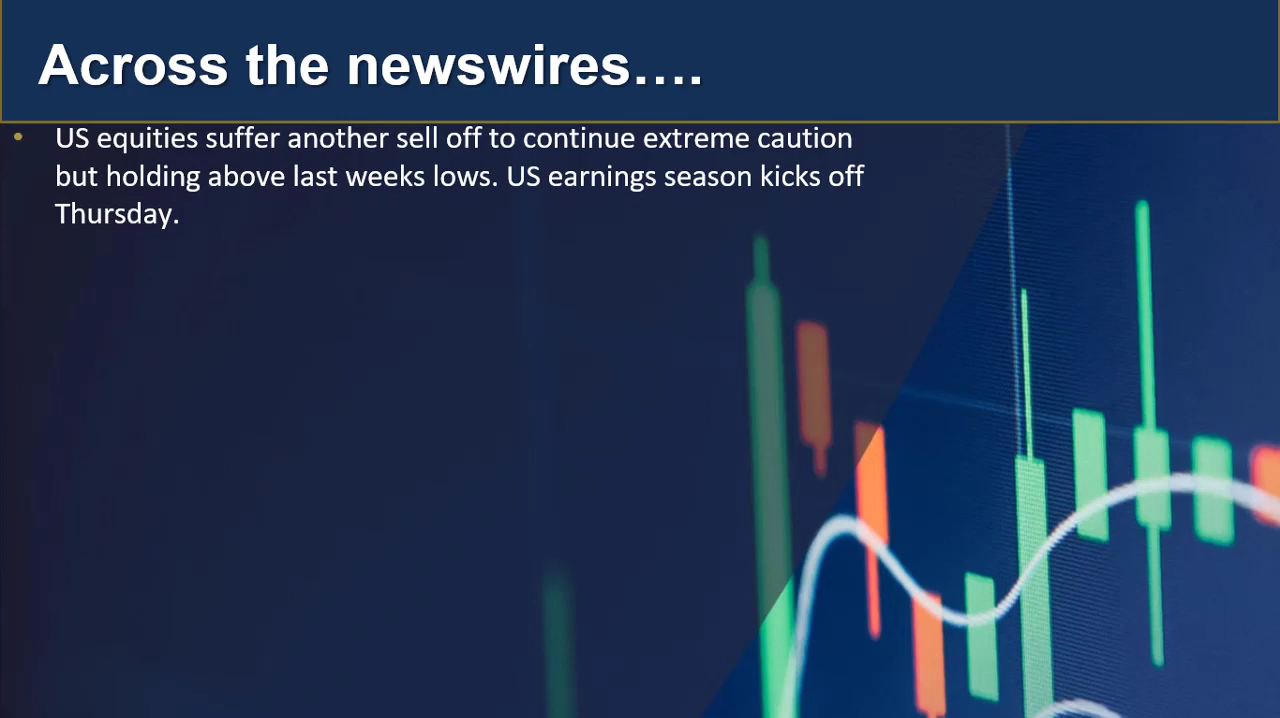 Across the newswires….
• US equities suffer another sell off to continue extreme caution
but holding above last weeks lows. US earnings season kicks off
Thursday.